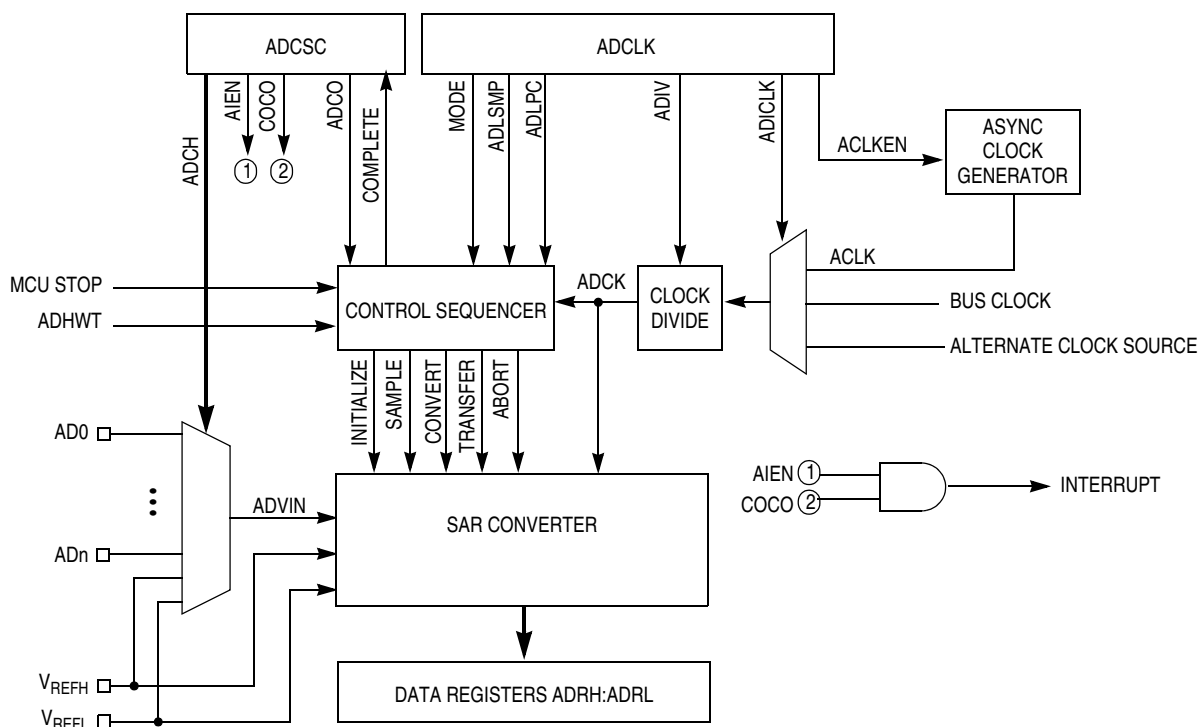 ADCSC
ADCLK
ADCH
AIEN
COCO
ADCO
COMPLETE
MODE
ADLSMP
ADLPC
ADIV
ADICLK
ACLKEN
ASYNC
CLOCK
GENERATOR
1
2
MCU STOP
ADHWT
CONTROL SEQUENCER
ADCK
CLOCK
DIVIDE
ACLK
BUS CLOCK
ALTERNATE CLOCK SOURCE
INITIALIZE
SAMPLE
CONVERT
TRANSFER
ABORT
AD0
•••
ADn
ADVIN
SAR CONVERTER
AIEN 1
COCO 2
INTERRUPT
VREFH
VREFL
DATA REGISTERS ADRH:ADRL